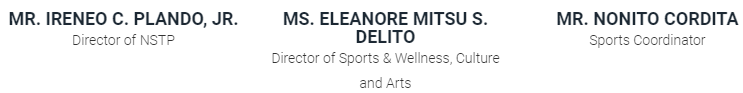 MR. IRENEO C. PLANDO, JR.
Director of NSTP
MS. ELEANORE MITSU S.
DELITO
Director of Sports & Wellness, Culture
and Arts
MR. NONITO CORDITA
Sports Coordinator